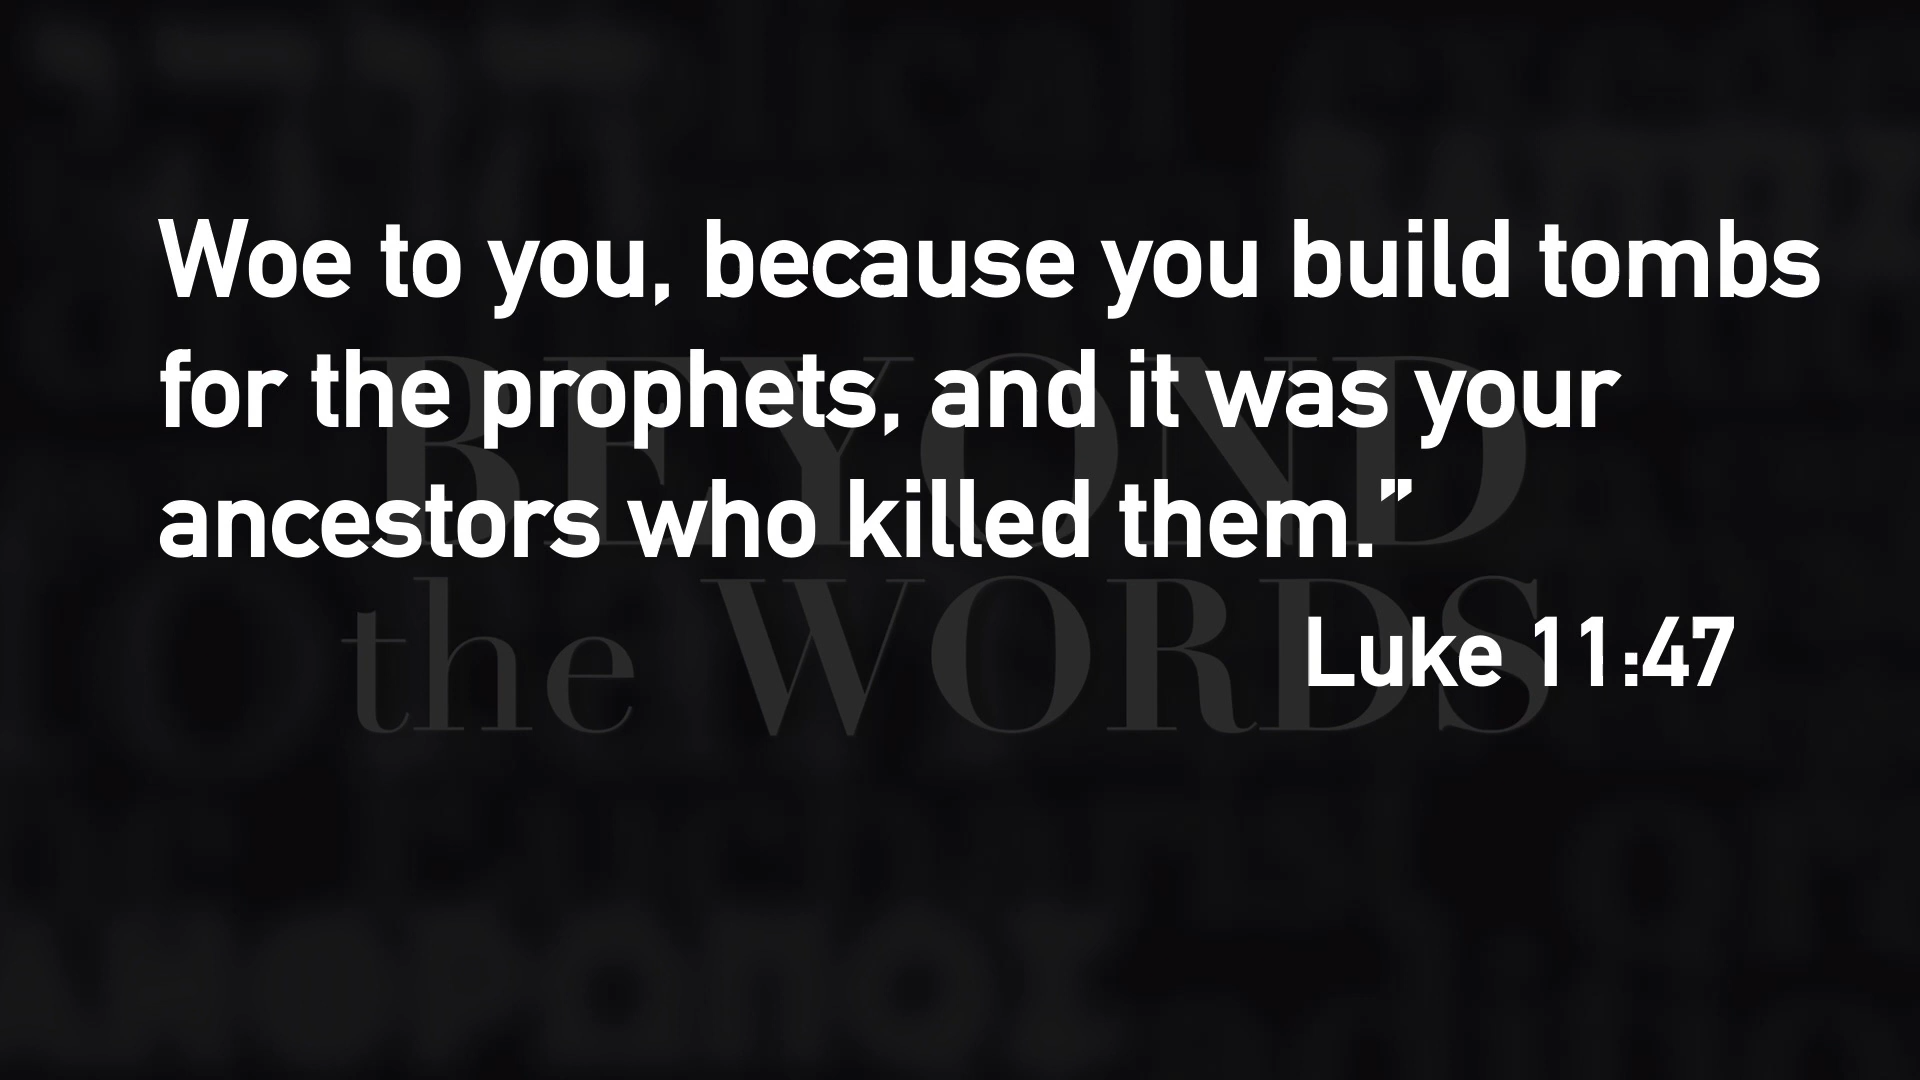 Woe to you, because you build tombs
for the prophets, and it was your
ancestors who killed them.”
Luke 11:47
BEYOND
the WORDS